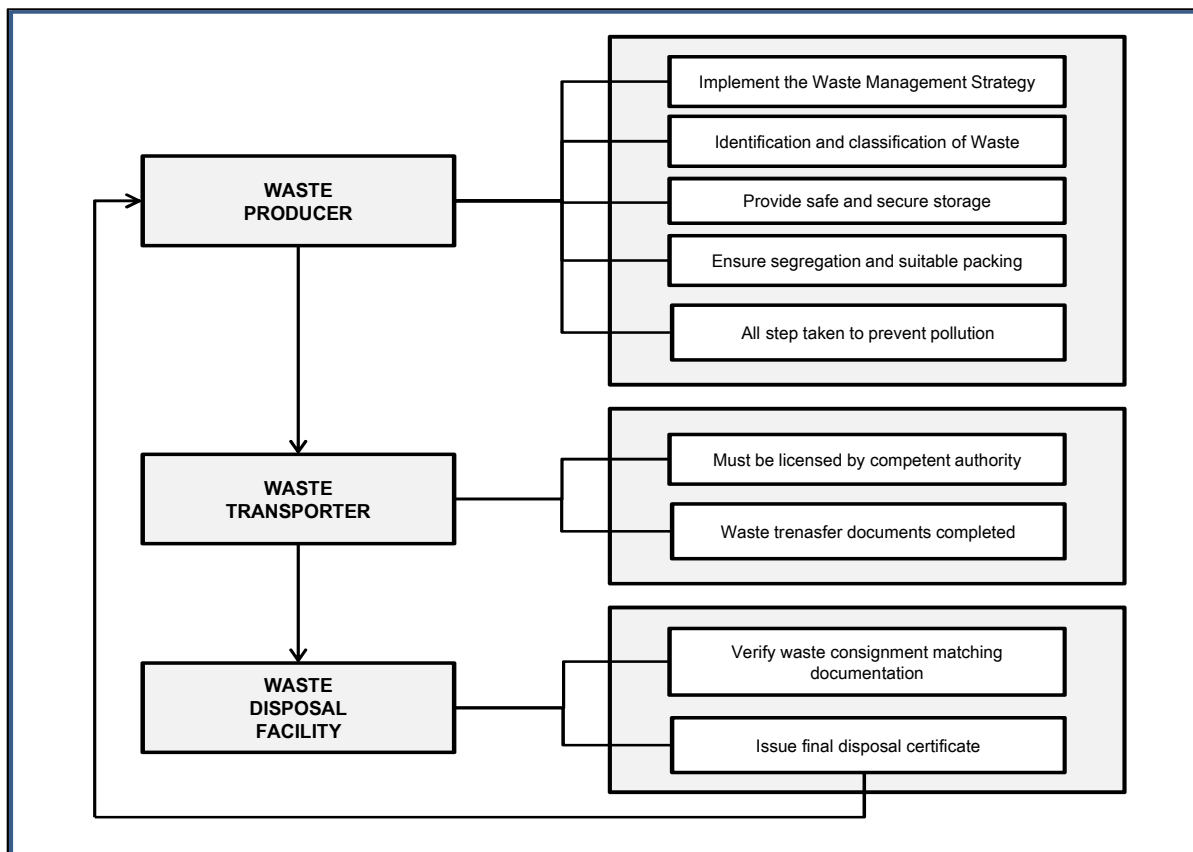 Implement the Waste Management Strategy
Identification and classification of Waste
WASTE
PRODUCER
Provide safe and secure storage
Ensure segregation and suitable packing
All step taken to prevent pollution
Must be licensed by competent authority
WASTE
TRANSPORTER
Waste trenasfer documents completed
Verify waste consignment matching
documentation
WASTE
DISPOSAL
FACILITY
Issue final disposal certificate